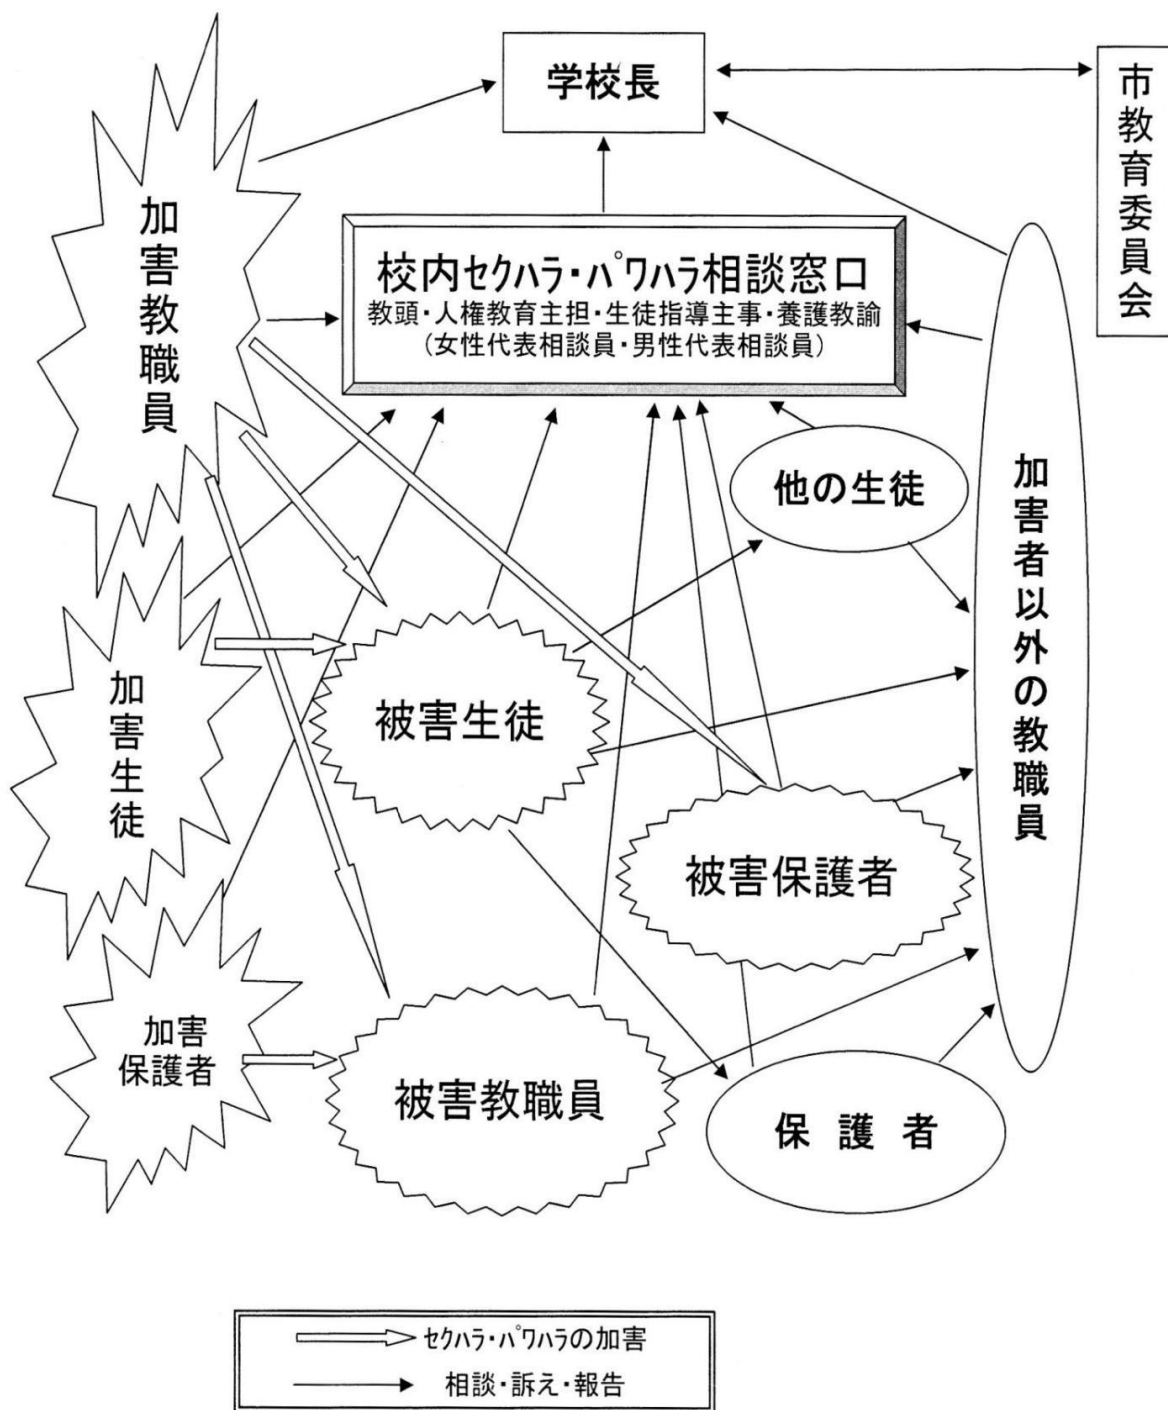 学校長
市教育委員会
加害教職員
校内セクハラ・パワハラ相談窓口
教頭・人権教育主担・生徒指導主事・養護教諭
(女性代表相談員・男性代表相談員)
他の生徒
加害者以外の教職員
加害生徒
被害生徒
被害保護者
加害
保護者
被害教職員
保 護 者
セクハラ・パワハラの加害
相談・訴え・報告